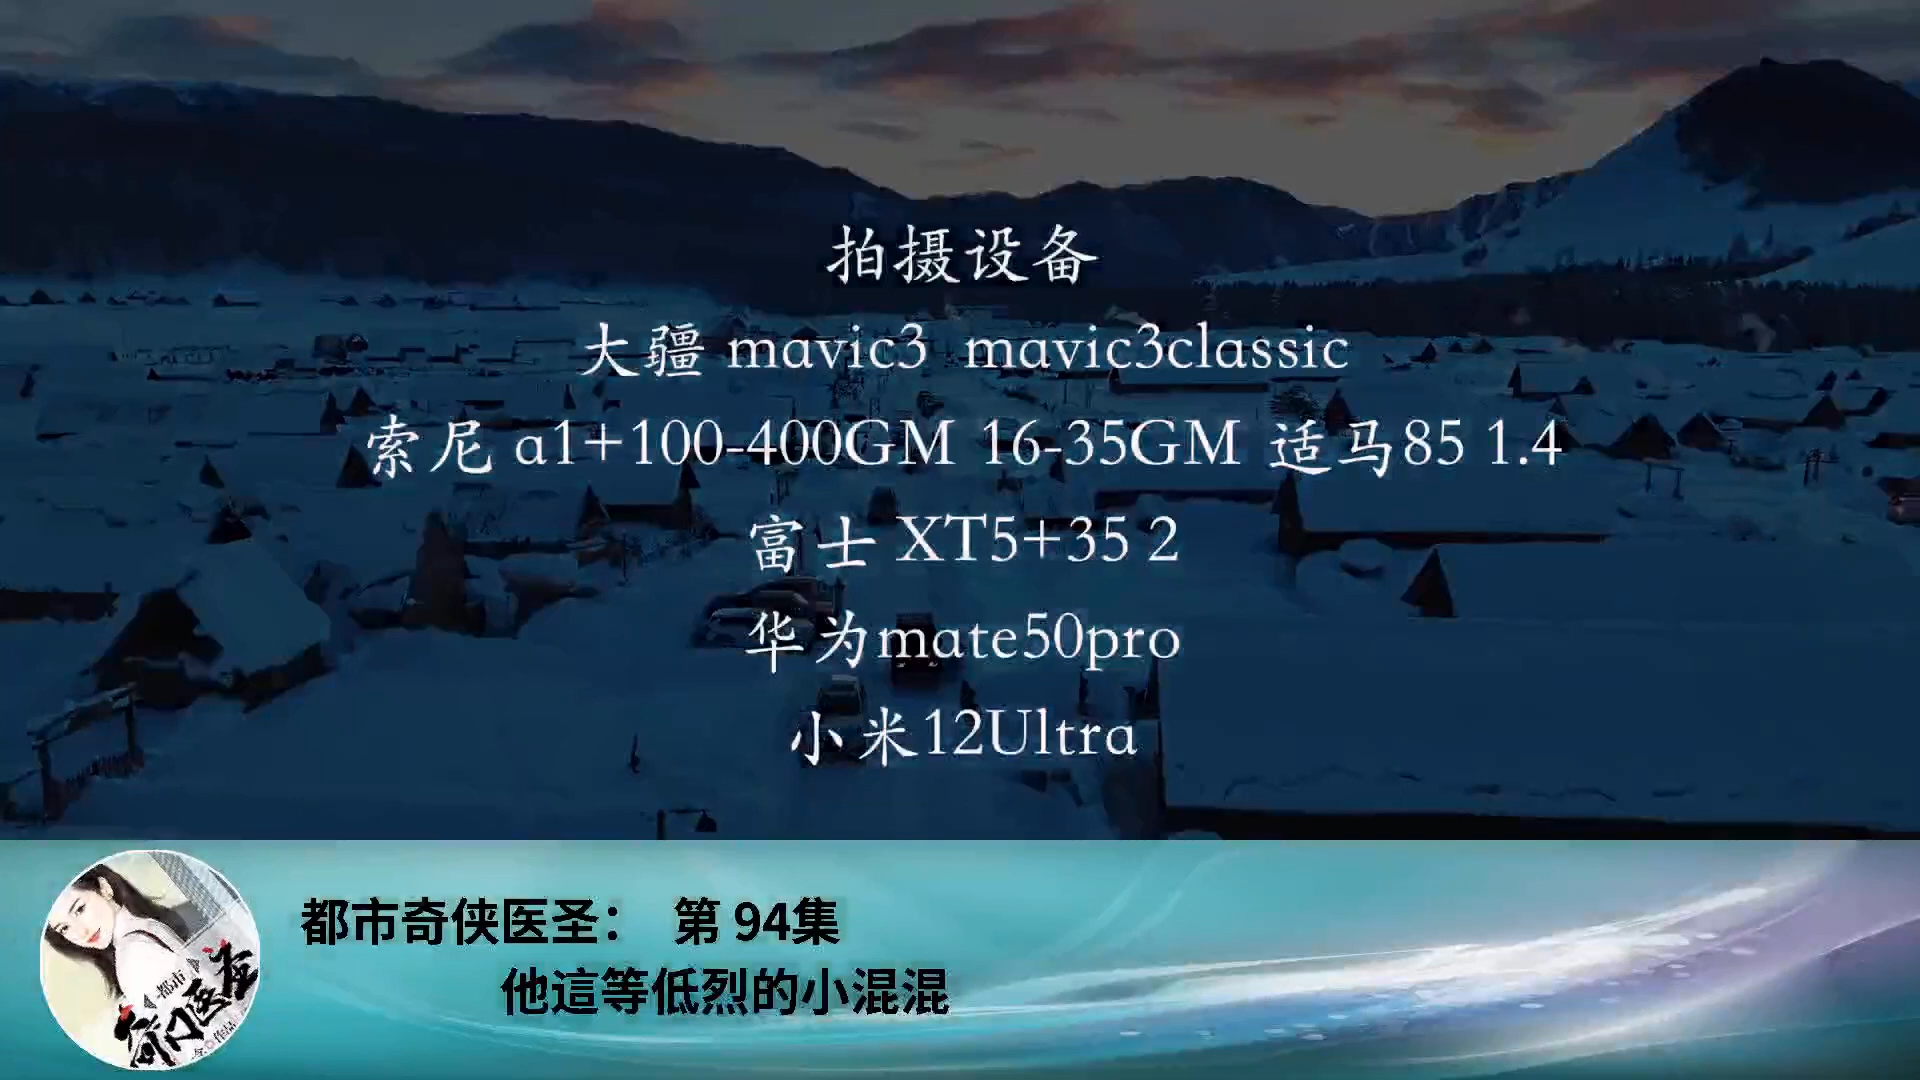 拍摄设备
大疆 mavic3 mavic3classic
索尼 a1+100-400GM 16-35GM 适马85 1.4
富士 XT5+35 2
华为mate50pro
小米12Ultra
都市奇侠医圣： 第 94集
他這等低烈的小混混
都市